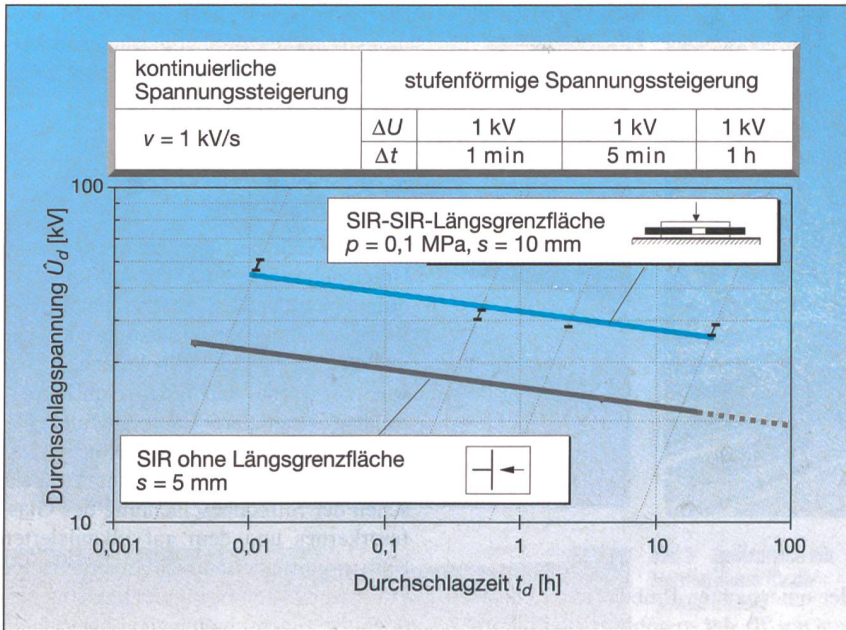 kontinuierliche
Spannungssteigerung
stufenförmige Spannungssteigerung
v = 1 kV/s
ΔU 1 kV 1 kV 1 kV
Δt 1 min 5 min 1 h
100
SIR-SIR-Längsgrenzfläche
p = 0,1 MPa, s = 10 mm
Durchschlagspannung Û_d [kV]
SIR ohne Längsgrenzfläche
s = 5 mm
10
0,001 0,01 0,1 1 10 100
Durchschlagzeit t_d [h]